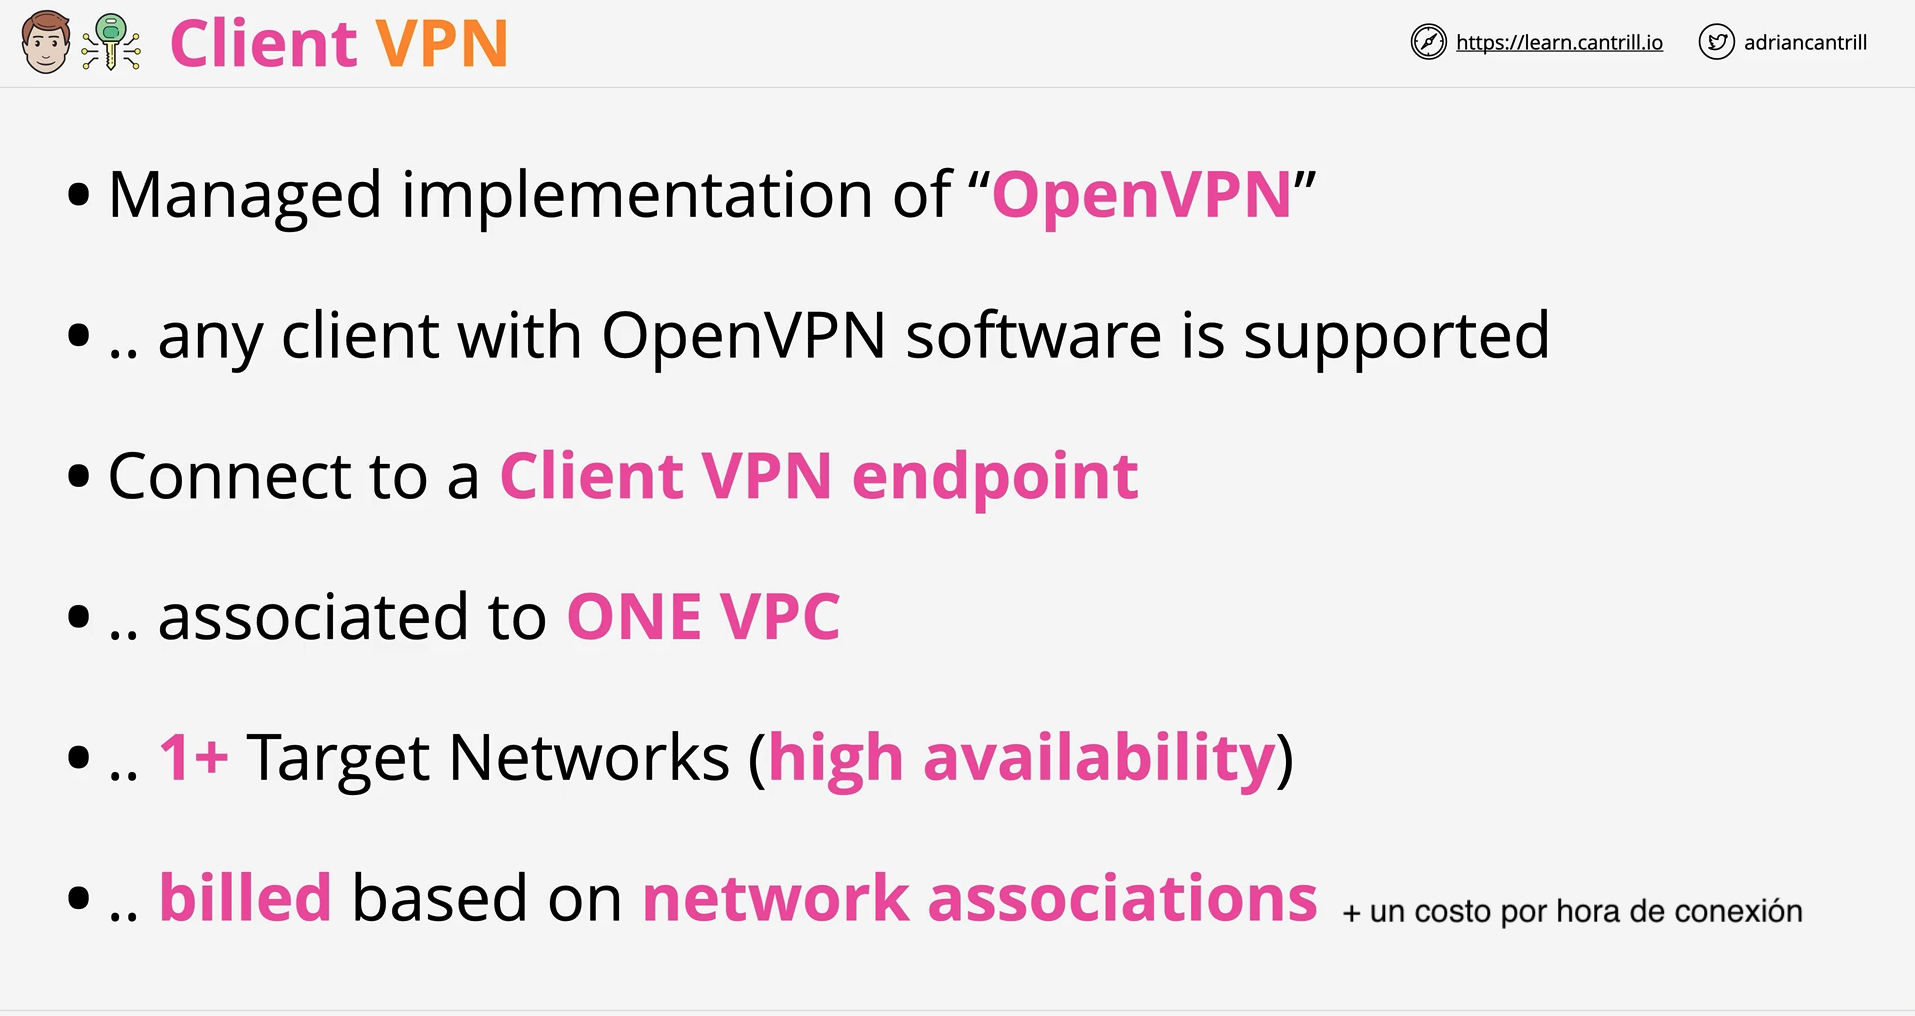 Client VPN
https://learn.cantrill.io
adriancantrill
• Managed implementation of “OpenVPN”
• .. any client with OpenVPN software is supported
• Connect to a Client VPN endpoint
• .. associated to ONE VPC
• .. 1+ Target Networks (high availability)
• .. billed based on network associations + un costo por hora de conexión